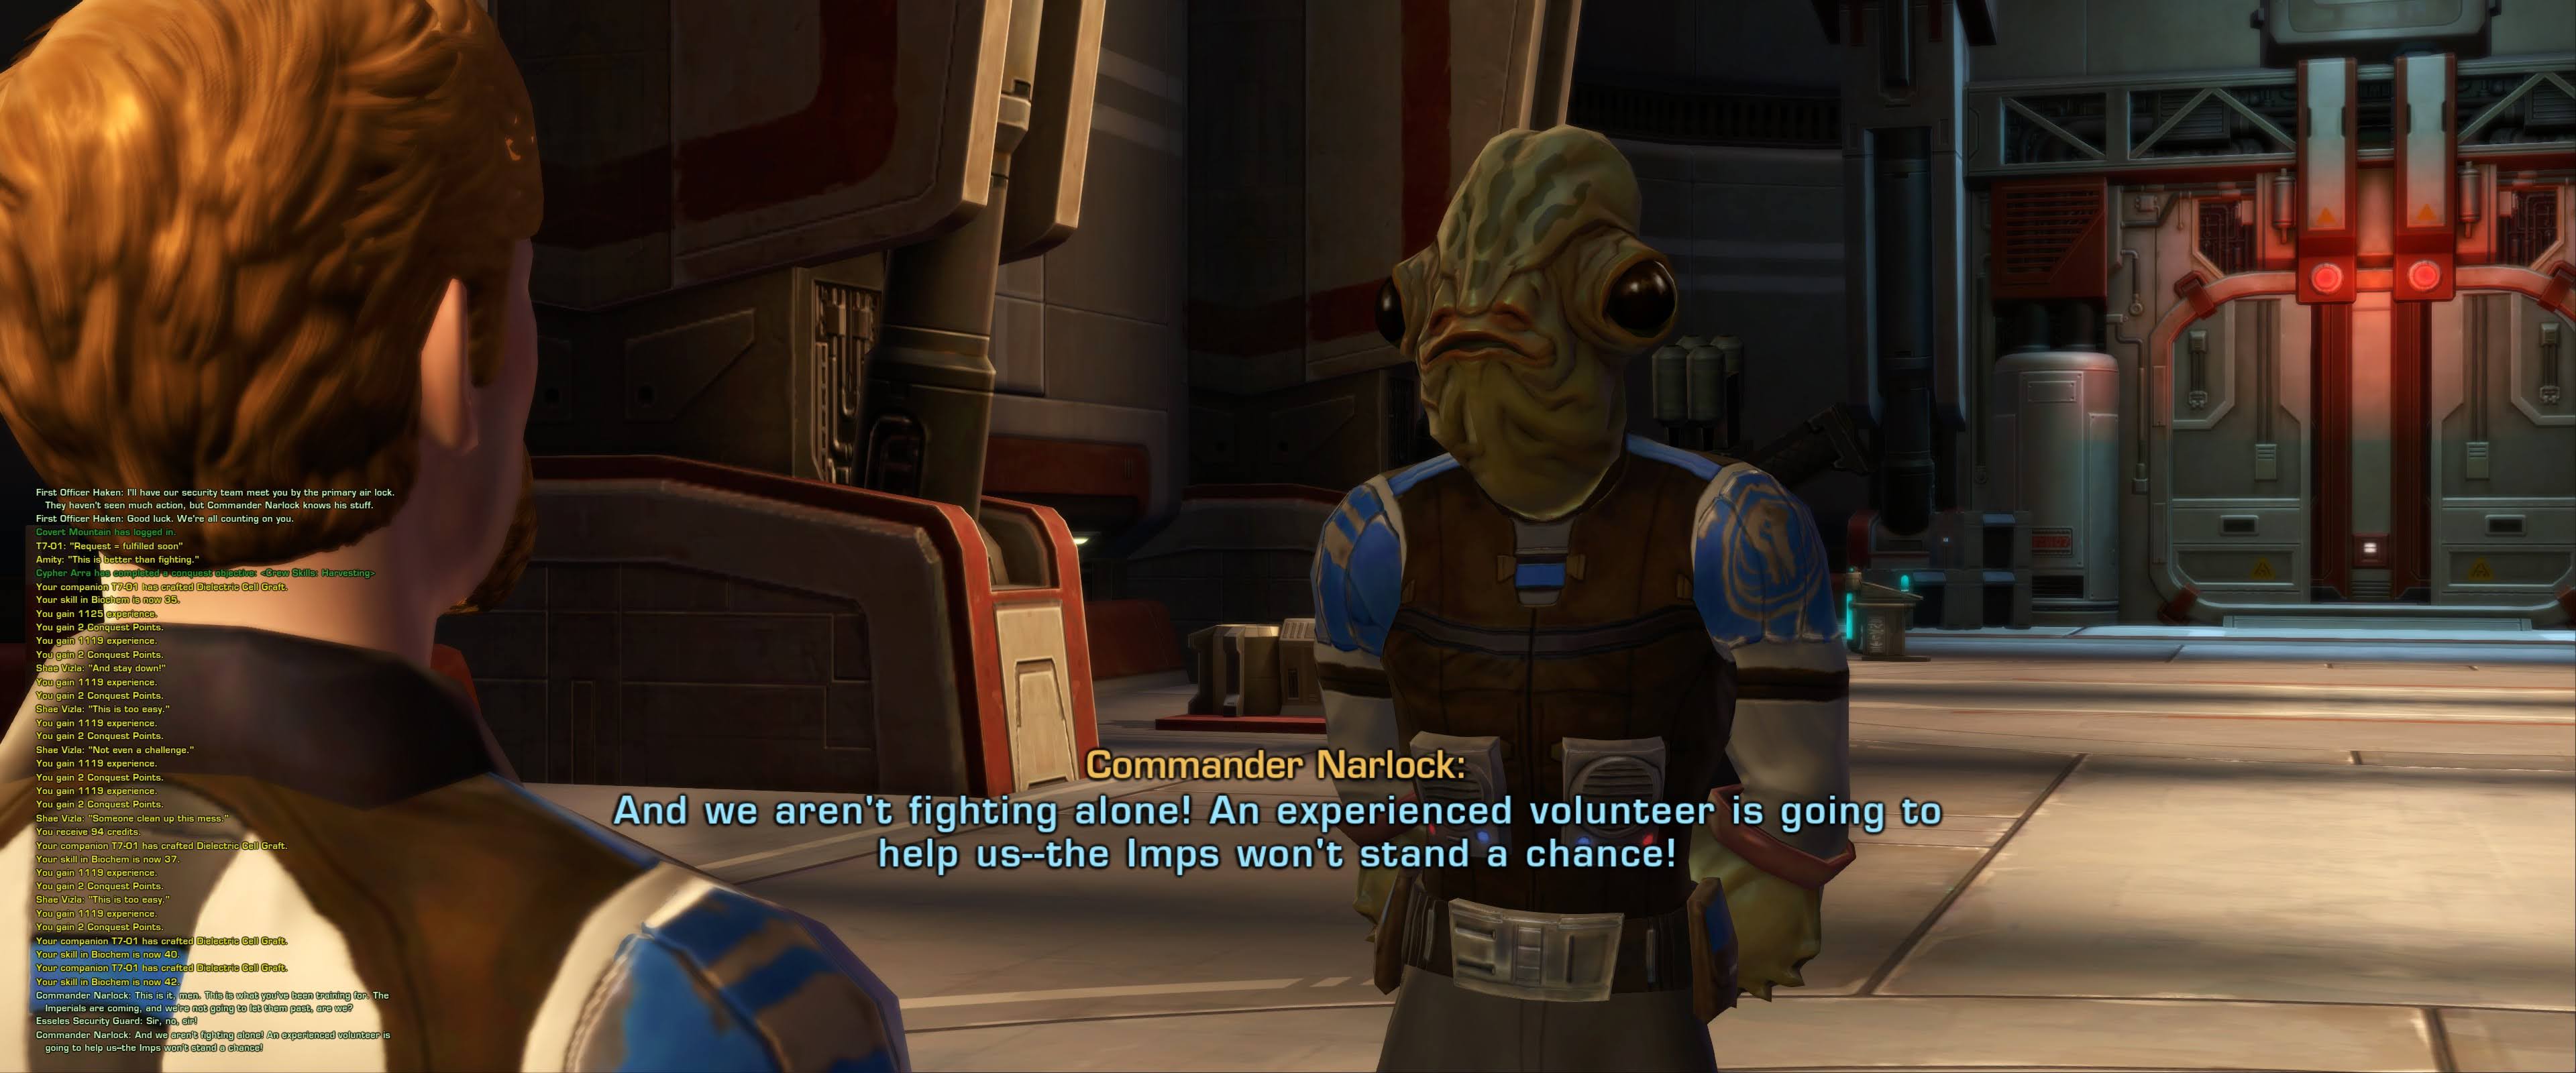 First Officer Haken: I'll have our security team meet you by the primary air lock.
They haven't seen much action, but Commander Narlock knows his stuff.
First Officer Haken: Good luck. We're all counting on you.
Covert Mountain has logged in.
T7-01: "Request = fulfilled soon"
Amity: "This is better than fighting."
Cypher Arra has completed a conquest objective: <Crew Skills: Harvesting>
Your companion T7-01 has crafted Dielectric Cell Graft.
Your skill in Biochem is now 35.
You gain 1125 experience.
You gain 2 Conquest Points.
You gain 1119 experience.
You gain 2 Conquest Points.
Shae Vizla: "And stay down!"
You gain 1119 experience.
You gain 2 Conquest Points.
Shae Vizla: "This is too easy."
You gain 1119 experience.
You gain 2 Conquest Points.
Shae Vizla: "Not even a challenge."
You gain 1119 experience.
You gain 2 Conquest Points.
You gain 1119 experience.
You gain 2 Conquest Points.
Shae Vizla: "Someone clean up this mess."
You receive 94 credits.
Your companion T7-01 has crafted Dielectric Cell Graft.
Your skill in Biochem is now 37.
You gain 1119 experience.
You gain 2 Conquest Points.
Shae Vizla: "This is too easy."
You gain 1119 experience.
You gain 2 Conquest Points.
Your companion T7-01 has crafted Dielectric Cell Graft.
Your skill in Biochem is now 40.
Your companion T7-01 has crafted Dielectric Cell Graft.
Your skill in Biochem is now 42.
Commander Narlock: This is it, men. This is what you've been training for. The
Imperials are coming, and we're not going to let them past, are we?
Esseles Security Guard: Sir, no, sir!
Commander Narlock: And we aren't fighting alone! An experienced volunteer is
going to help us--the Imps won't stand a chance!
Commander Narlock:
And we aren't fighting alone! An experienced volunteer is going to
help us--the Imps won't stand a chance!